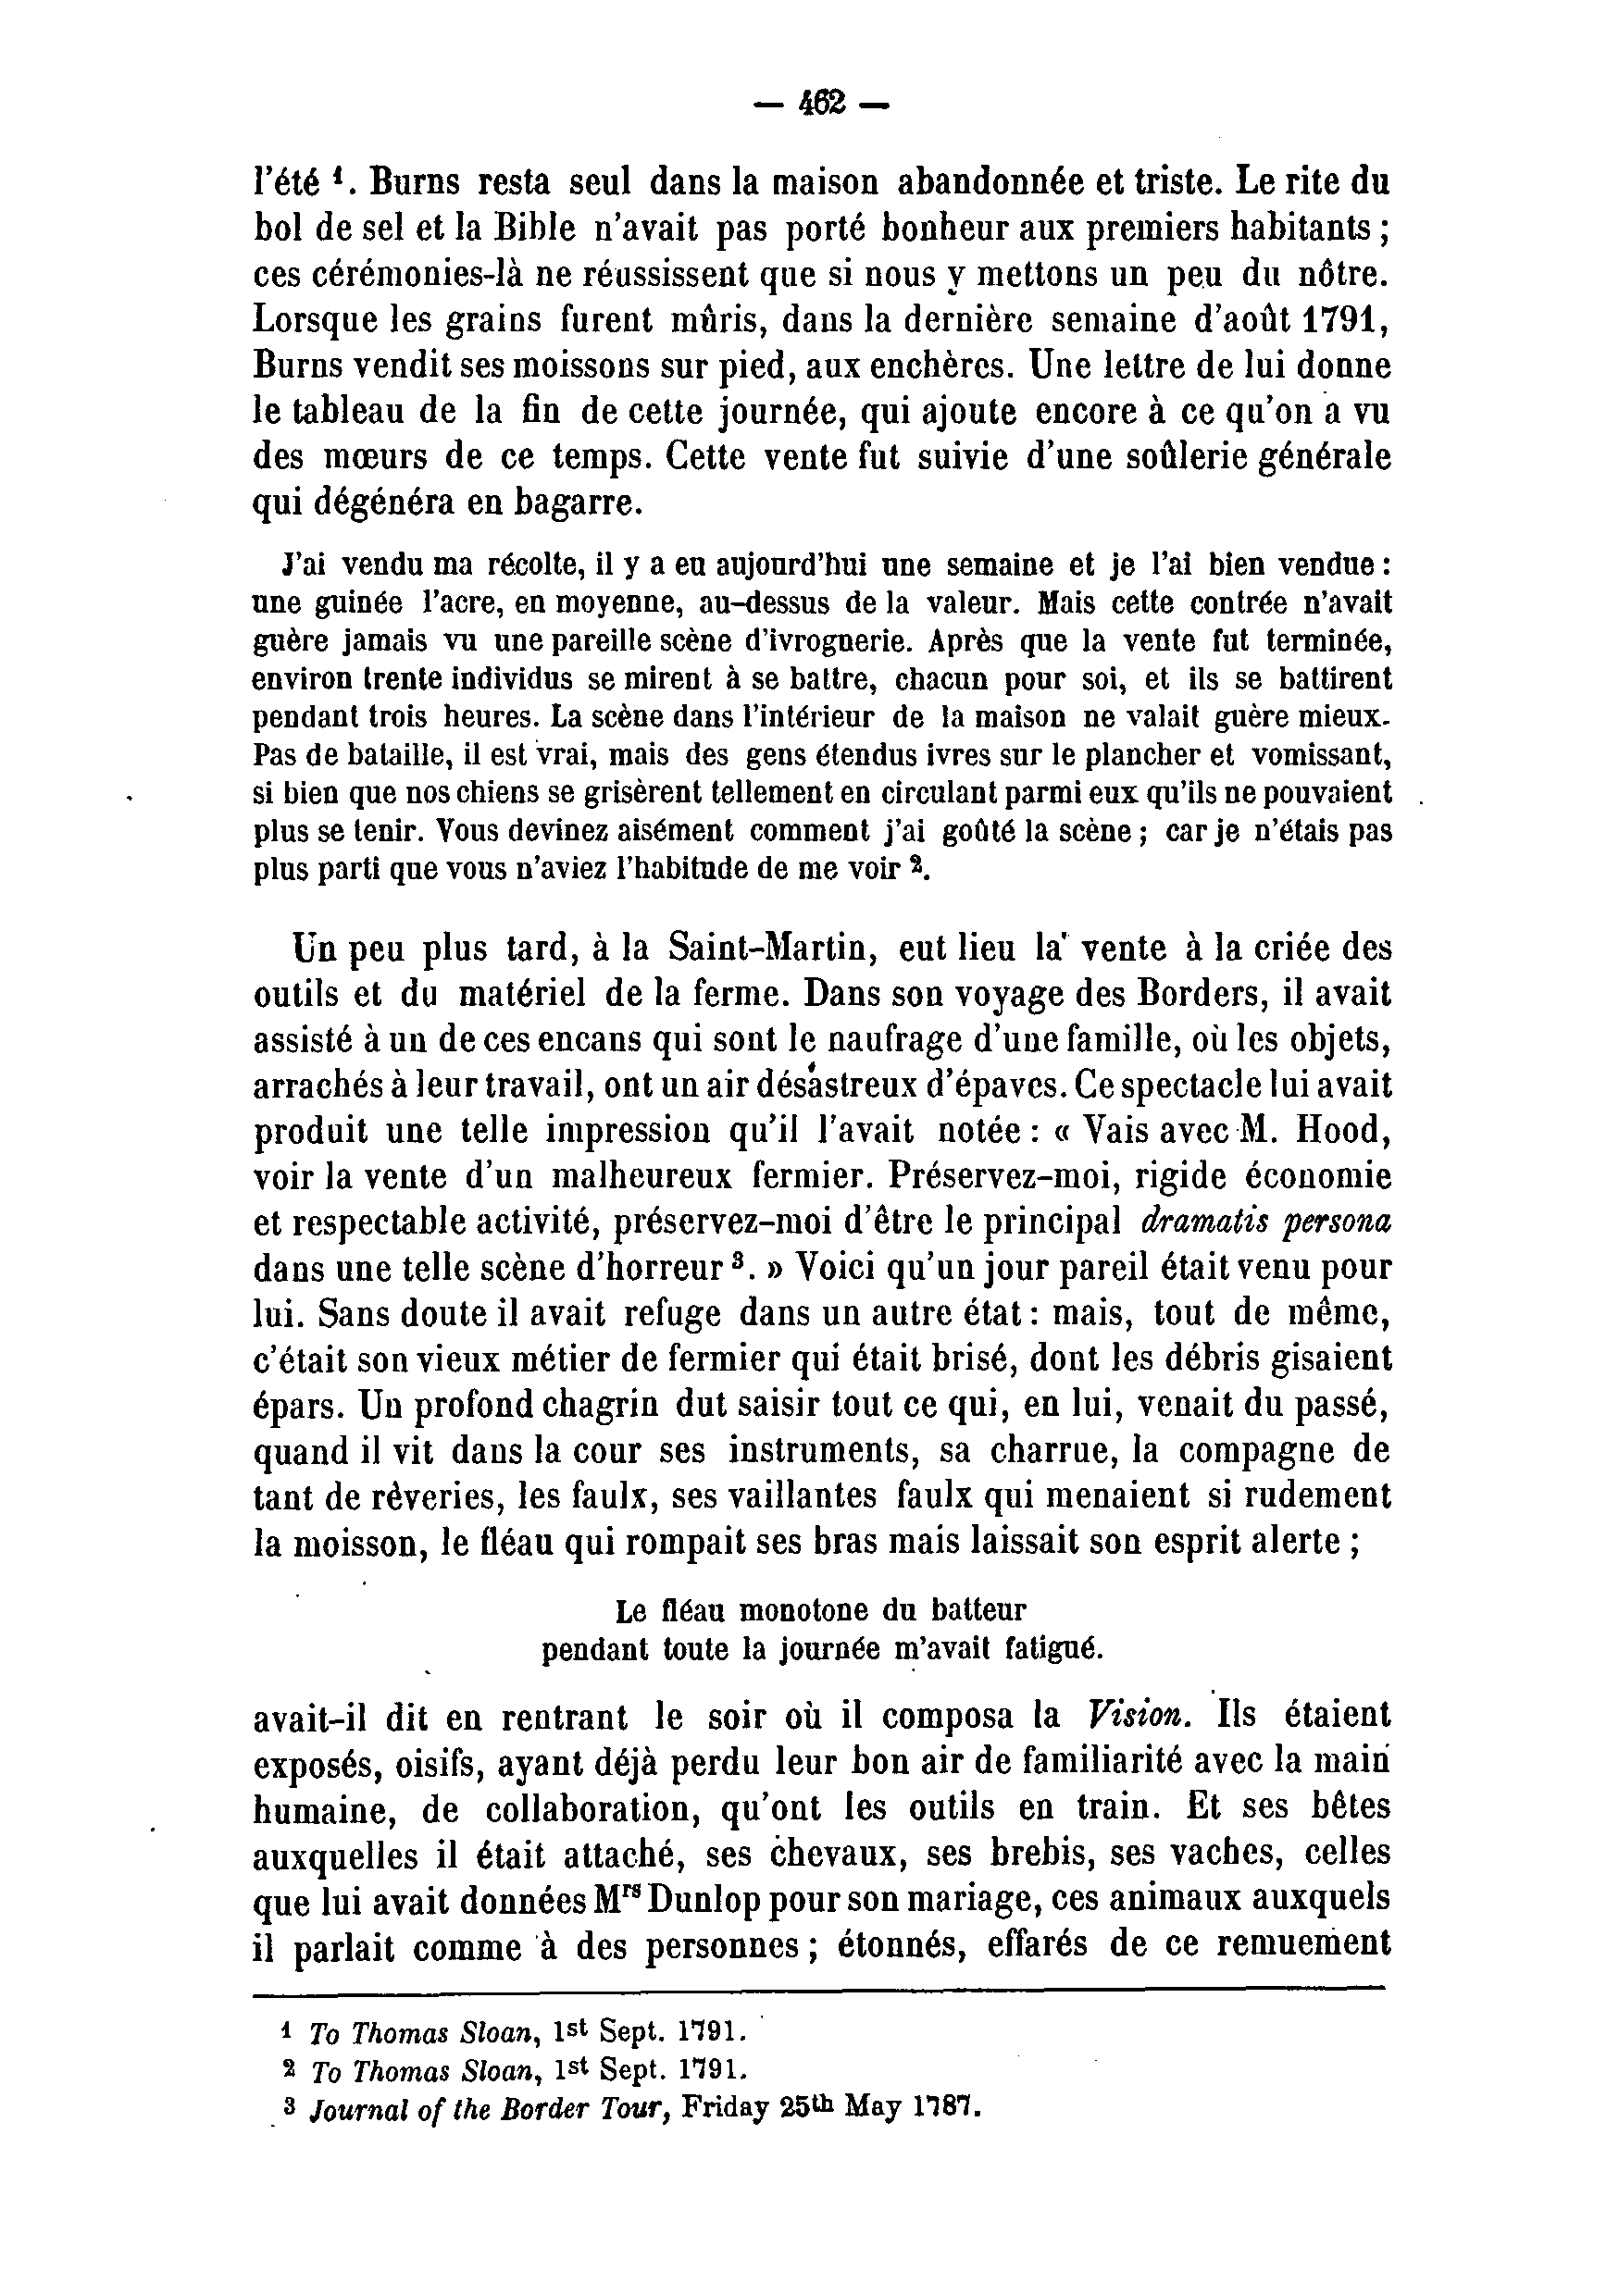 — 462 —
l'été ¹. Burns resta seul dans la maison abandonnée et triste. Le rite du
bol de sel et la Bible n'avait pas porté bonheur aux premiers habitants ;
ces cérémonies-là ne réussissent que si nous y mettons un peu du nôtre.
Lorsque les grains furent mûris, dans la dernière semaine d'août 1791,
Burns vendit ses moissons sur pied, aux enchères. Une lettre de lui donne
le tableau de la fin de cette journée, qui ajoute encore à ce qu'on a vu
des mœurs de ce temps. Cette vente fut suivie d'une soûlerie générale
qui dégénéra en bagarre.
J'ai vendu ma récolte, il y a eu aujourd'hui une semaine et je l'ai bien vendue :
une guinée l'acre, en moyenne, au-dessus de la valeur. Mais cette contrée n'avait
guère jamais vu une pareille scène d'ivrognerie. Après que la vente fut terminée,
environ trente individus se mirent à se battre, chacun pour soi, et ils se battirent
pendant trois heures. La scène dans l'intérieur de la maison ne valait guère mieux.
Pas de bataille, il est vrai, mais des gens étendus ivres sur le plancher et vomissant,
si bien que nos chiens se grisèrent tellement en circulant parmi eux qu'ils ne pouvaient
plus se tenir. Vous devinez aisément comment j'ai goûté la scène ; car je n'étais pas
plus parti que vous n'aviez l'habitude de me voir ².
Un peu plus tard, à la Saint-Martin, eut lieu la vente à la criée des
outils et du matériel de la ferme. Dans son voyage des Borders, il avait
assisté à un de ces encans qui sont le naufrage d'une famille, où les objets,
arrachés à leur travail, ont un air désastreux d'épaves. Ce spectacle lui avait
produit une telle impression qu'il l'avait notée : « Vais avec M. Hood,
voir la vente d'un malheureux fermier. Préservez-moi, rigide économie
et respectable activité, préservez-moi d'être le principal dramatis persona
dans une telle scène d'horreur ³. » Voici qu'un jour pareil était venu pour
lui. Sans doute il avait refuge dans un autre état : mais, tout de même,
c'était son vieux métier de fermier qui était brisé, dont les débris gisaient
épars. Un profond chagrin dut saisir tout ce qui, en lui, venait du passé,
quand il vit dans la cour ses instruments, sa charrue, la compagne de
tant de rêveries, les faulx, ses vaillantes faulx qui menaient si rudement
la moisson, le fléau qui rompait ses bras mais laissait son esprit alerte ;
Le fléau monotone du batteur
pendant toute la journée m'avait fatigué.
avait-il dit en rentrant le soir où il composa la Vision. Ils étaient
exposés, oisifs, ayant déjà perdu leur bon air de familiarité avec la main
humaine, de collaboration, qu'ont les outils en train. Et ses bêtes
auxquelles il était attaché, ses chevaux, ses brebis, ses vaches, celles
que lui avait données Mrs Dunlop pour son mariage, ces animaux auxquels
il parlait comme à des personnes ; étonnés, effarés de ce remuement
¹ To Thomas Sloan, 1st Sept. 1791.
² To Thomas Sloan, 1st Sept. 1791.
³ Journal of the Border Tour, Friday 25th May 1787.